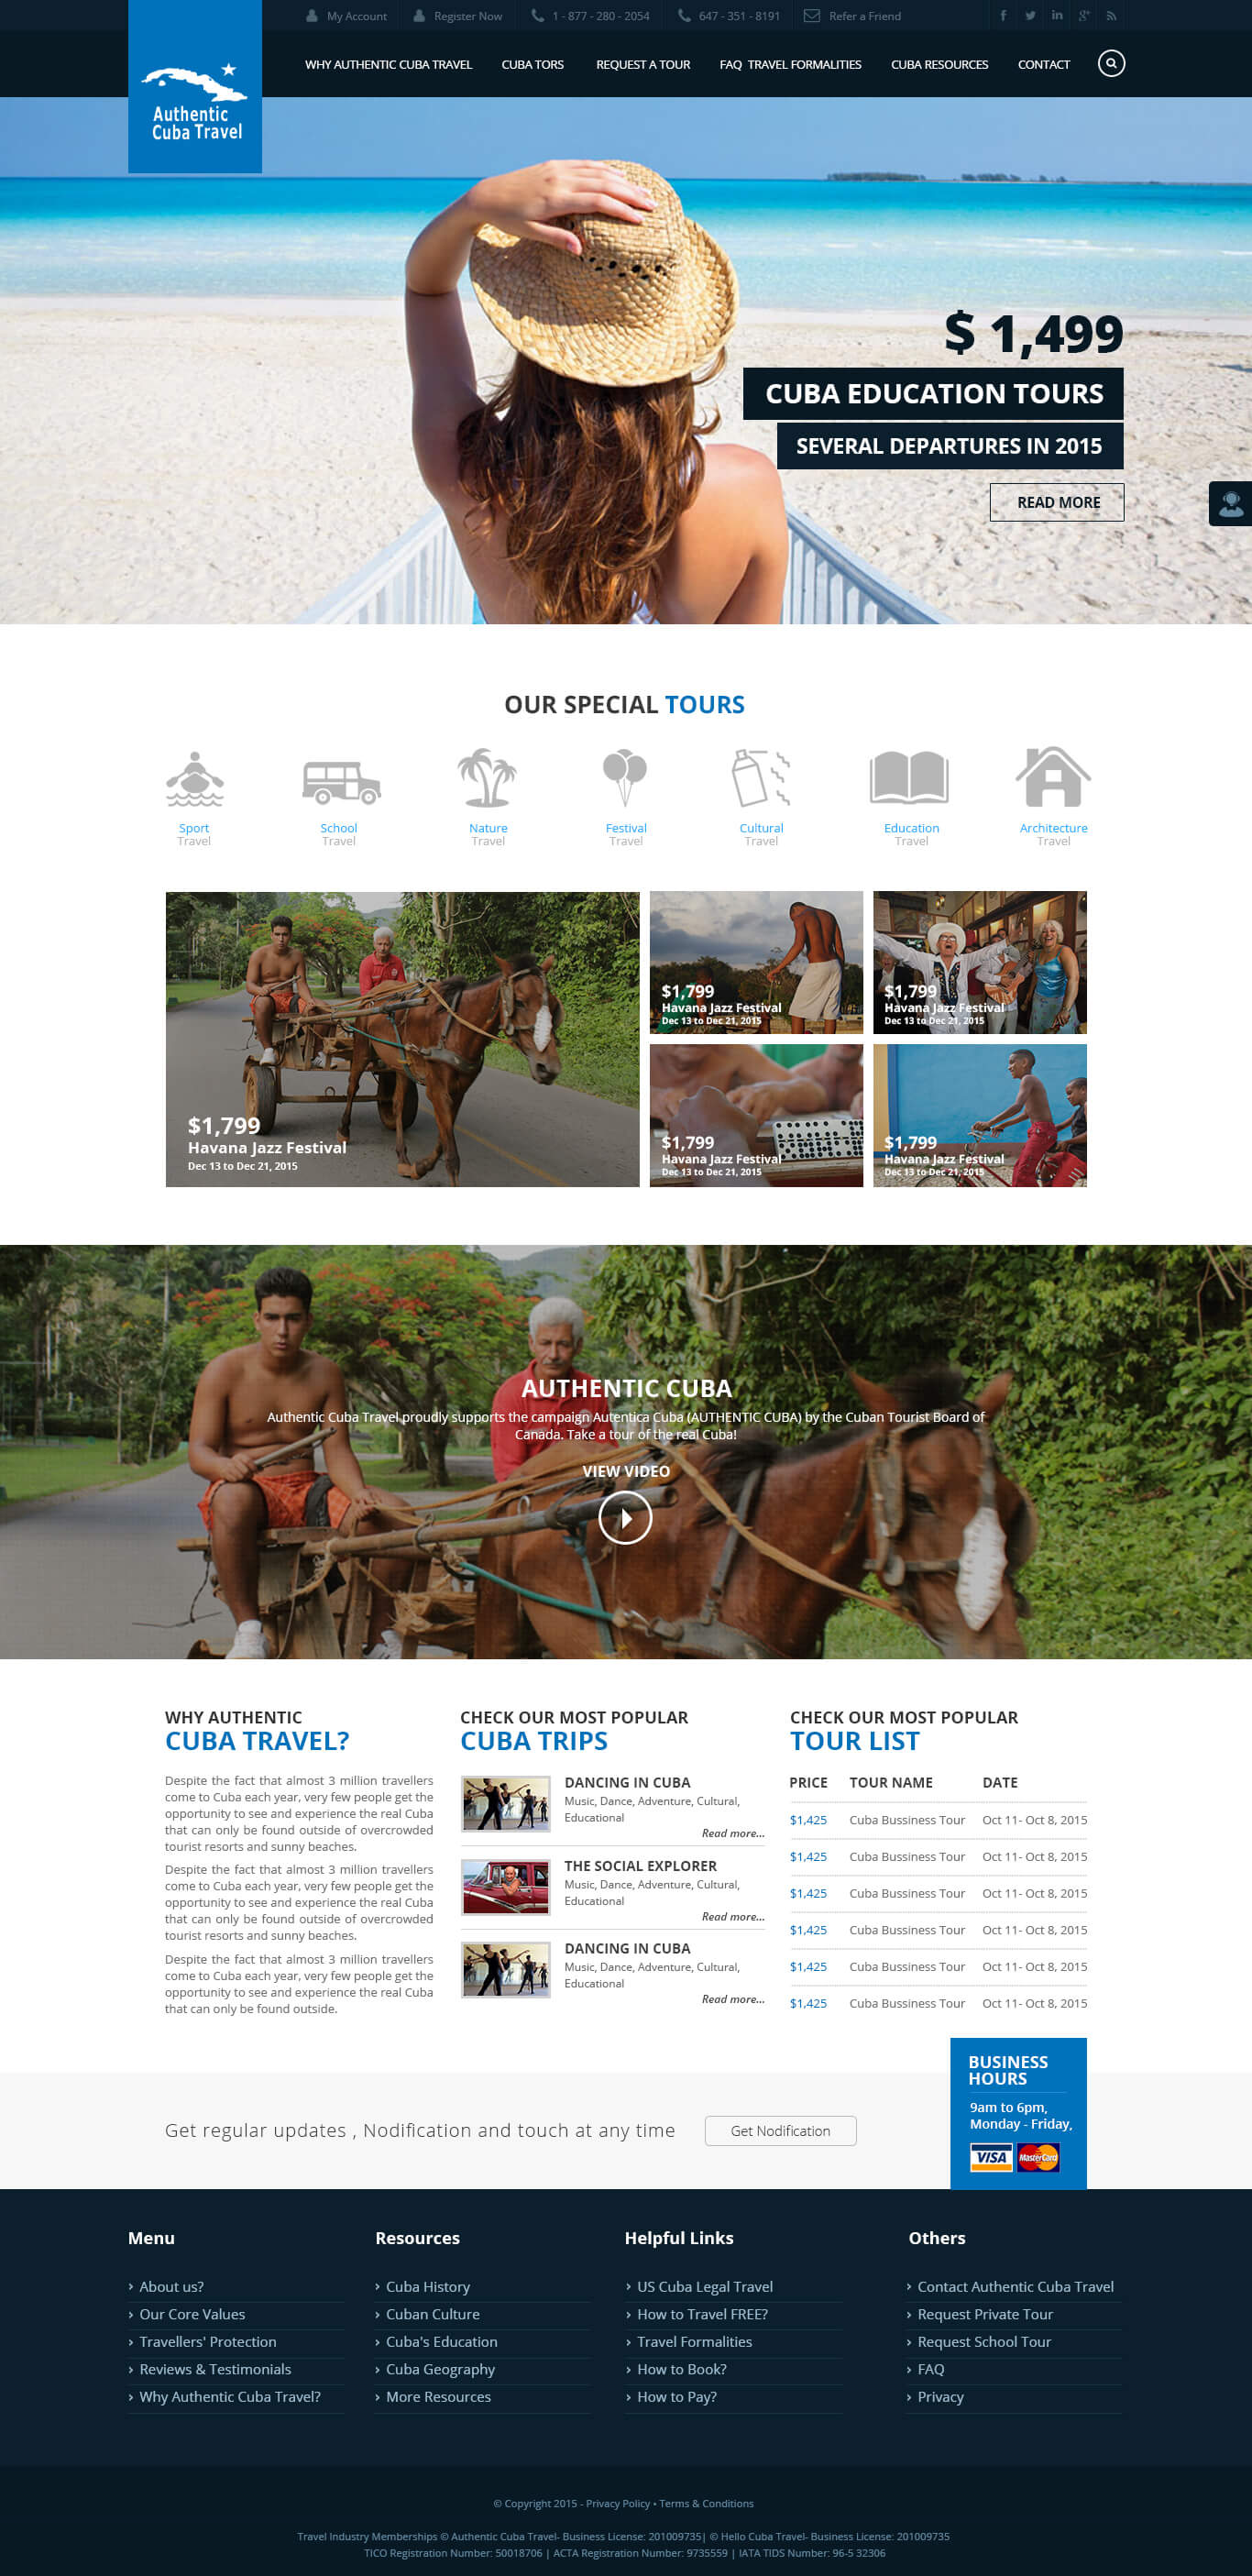 My Account
Register Now
1 - 877 - 280 - 2054
647 - 351 - 8191
Refer a Friend
Authentic
Cuba Travel
WHY AUTHENTIC CUBA TRAVEL
CUBA TORS
REQUEST A TOUR
FAQ TRAVEL FORMALITIES
CUBA RESOURCES
CONTACT
$ 1,499
CUBA EDUCATION TOURS
SEVERAL DEPARTURES IN 2015
READ MORE
OUR SPECIAL TOURS
Sport
Travel
School
Travel
Nature
Travel
Festival
Travel
Cultural
Travel
Education
Travel
Architecture
Travel
$1,799
Havana Jazz Festival
Dec 13 to Dec 21, 2015
$1,799
Havana Jazz Festival
Dec 13 to Dec 21, 2015
$1,799
Havana Jazz Festival
Dec 13 to Dec 21, 2015
$1,799
Havana Jazz Festival
Dec 13 to Dec 21, 2015
$1,799
Havana Jazz Festival
Dec 13 to Dec 21, 2015
AUTHENTIC CUBA
Authentic Cuba Travel proudly supports the campaign Autentica Cuba (AUTHENTIC CUBA) by the Cuban Tourist Board of
Canada. Take a tour of the real Cuba!
VIEW VIDEO
WHY AUTHENTIC
CUBA TRAVEL?
Despite the fact that almost 3 million travellers
come to Cuba each year, very few people get the
opportunity to see and experience the real Cuba
that can only be found outside of overcrowded
tourist resorts and sunny beaches.
Despite the fact that almost 3 million travellers
come to Cuba each year, very few people get the
opportunity to see and experience the real Cuba
that can only be found outside of overcrowded
tourist resorts and sunny beaches.
Despite the fact that almost 3 million travellers
come to Cuba each year, very few people get the
opportunity to see and experience the real Cuba
that can only be found outside.
CHECK OUR MOST POPULAR
CUBA TRIPS
DANCING IN CUBA
Music, Dance, Adventure, Cultural,
Educational
Read more...
THE SOCIAL EXPLORER
Music, Dance, Adventure, Cultural,
Educational
Read more...
DANCING IN CUBA
Music, Dance, Adventure, Cultural,
Educational
Read more...
CHECK OUR MOST POPULAR
TOUR LIST
PRICE TOUR NAME DATE
$1,425 Cuba Bussiness Tour Oct 11- Oct 8, 2015
$1,425 Cuba Bussiness Tour Oct 11- Oct 8, 2015
$1,425 Cuba Bussiness Tour Oct 11- Oct 8, 2015
$1,425 Cuba Bussiness Tour Oct 11- Oct 8, 2015
$1,425 Cuba Bussiness Tour Oct 11- Oct 8, 2015
$1,425 Cuba Bussiness Tour Oct 11- Oct 8, 2015
Get regular updates , Nodification and touch at any time
Get Nodification
BUSINESS
HOURS
9am to 6pm,
Monday - Friday,
VISA
MasterCard
Menu
About us?
Our Core Values
Travellers' Protection
Reviews & Testimonials
Why Authentic Cuba Travel?
Resources
Cuba History
Cuban Culture
Cuba's Education
Cuba Geography
More Resources
Helpful Links
US Cuba Legal Travel
How to Travel FREE?
Travel Formalities
How to Book?
How to Pay?
Others
Contact Authentic Cuba Travel
Request Private Tour
Request School Tour
FAQ
Privacy
© Copyright 2015 - Privacy Policy • Terms & Conditions
Travel Industry Memberships © Authentic Cuba Travel- Business License: 201009735| © Hello Cuba Travel- Business License: 201009735
TICO Registration Number: 50018706 | ACTA Registration Number: 9735559 | IATA TIDS Number: 96-5 32306